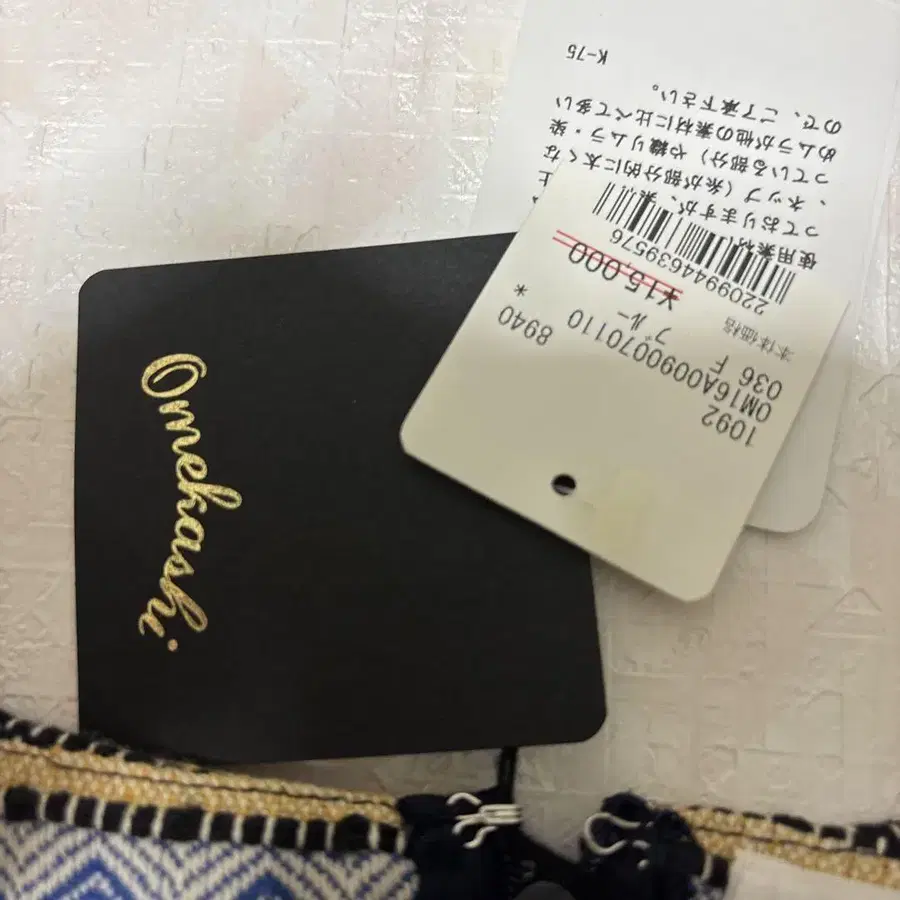 Omekashi.
1092 8940
OM16A0090070110 *
036 F ブルー
本体価格 ¥15,000
2209944639576
使用素材
っておりますが、
、ネップ（糸が部分的に太くな
っている部分）や織りムラ・染
めムラが他の素材に比べて多い
ので、ご了承下さい。
K-75